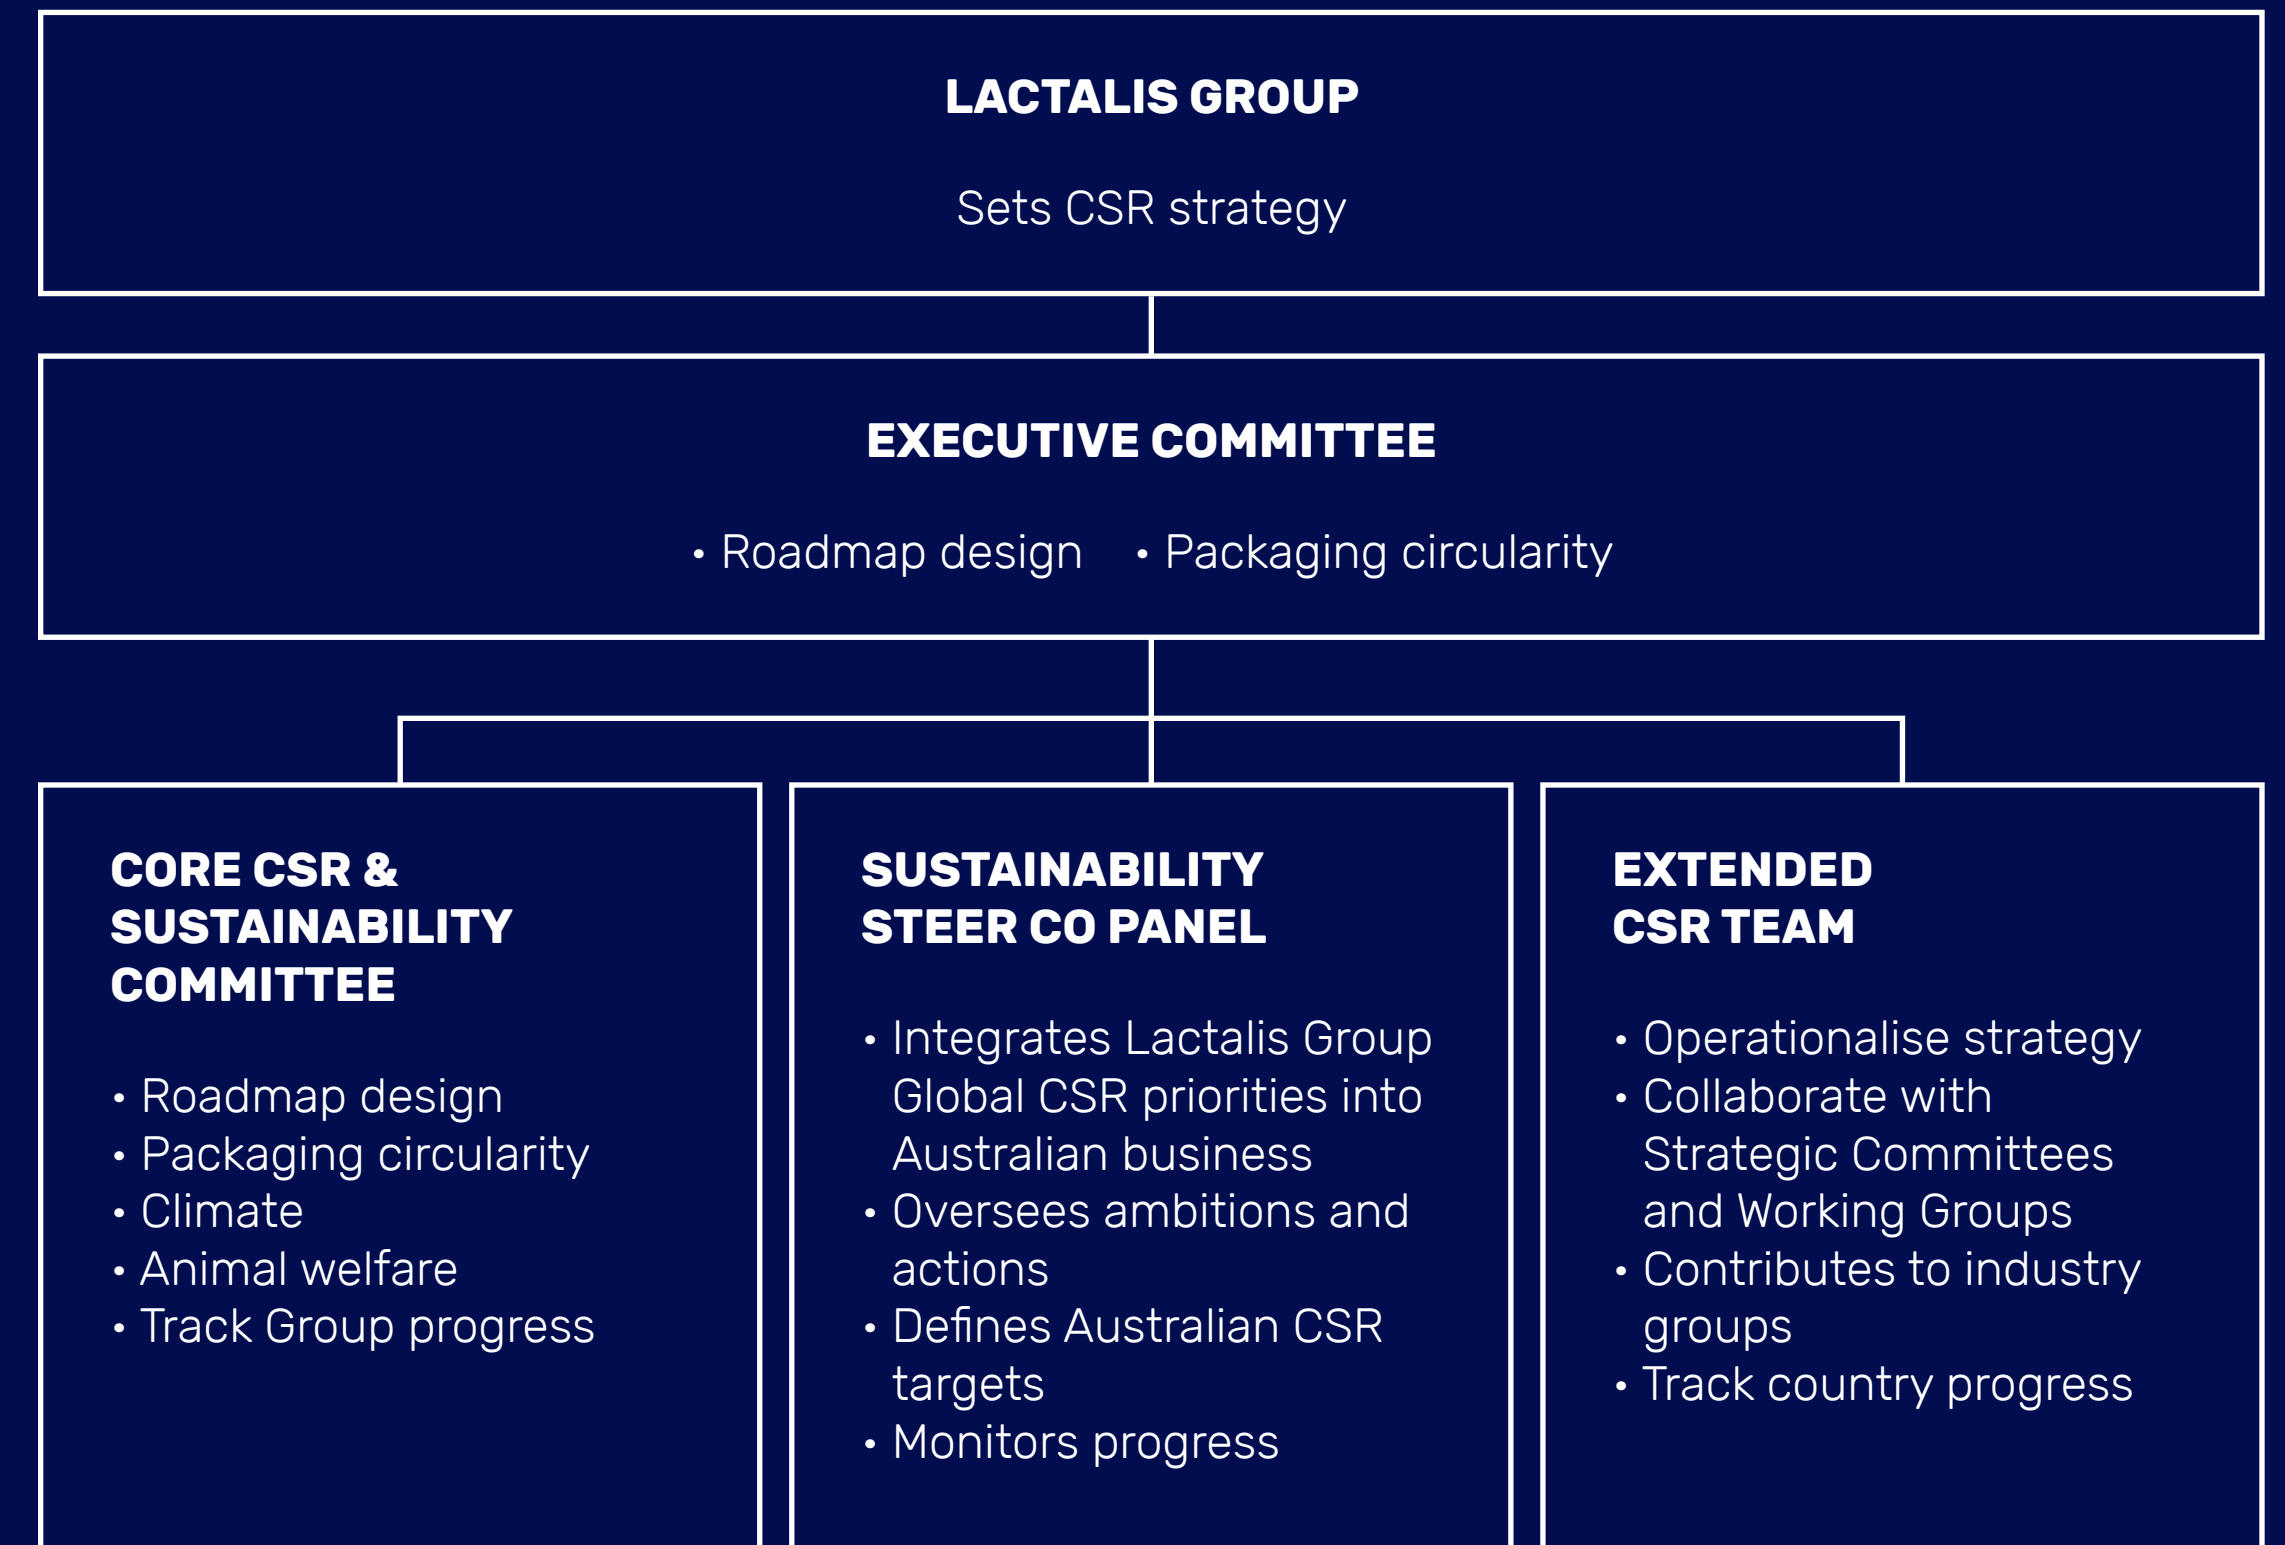 LACTALIS GROUP
Sets CSR strategy
EXECUTIVE COMMITTEE
• Roadmap design • Packaging circularity
CORE CSR &
SUSTAINABILITY
COMMITTEE
• Roadmap design
• Packaging circularity
• Climate
• Animal welfare
• Track Group progress
SUSTAINABILITY
STEER CO PANEL
• Integrates Lactalis Group
Global CSR priorities into
Australian business
• Oversees ambitions and
actions
• Defines Australian CSR
targets
• Monitors progress
EXTENDED
CSR TEAM
• Operationalise strategy
• Collaborate with
Strategic Committees
and Working Groups
• Contributes to industry
groups
• Track country progress